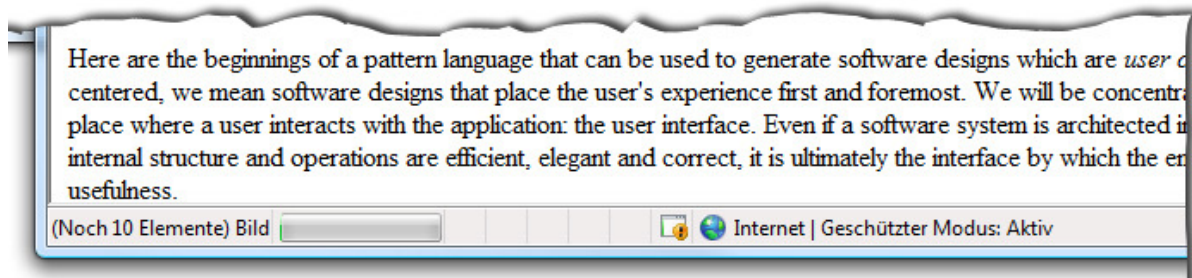 Here are the beginnings of a pattern language that can be used to generate software designs which are user c
centered, we mean software designs that place the user's experience first and foremost. We will be concentra
place where a user interacts with the application: the user interface. Even if a software system is architected in
internal structure and operations are efficient, elegant and correct, it is ultimately the interface by which the en
usefulness.
(Noch 10 Elemente) Bild Internet | Geschützter Modus: Aktiv